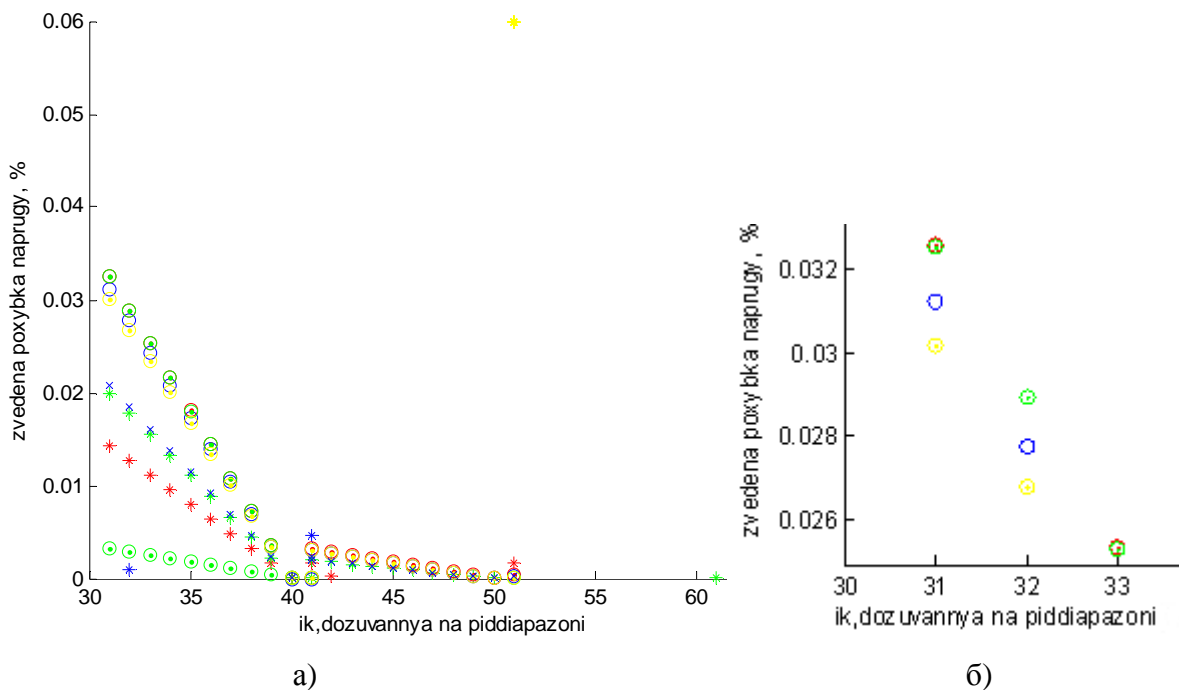 0.06
0.05
0.04
0.03
0.02
0.01
0
30 35 40 45 50 55 60
zvedena poxybka naprugy, %
ik,dozuvannya na piddiapazoni
а)
0.032
0.03
0.028
0.026
30 31 32 33
zvedena poxybka naprugy, %
ik,dozuvannya na piddiapazoni
б)